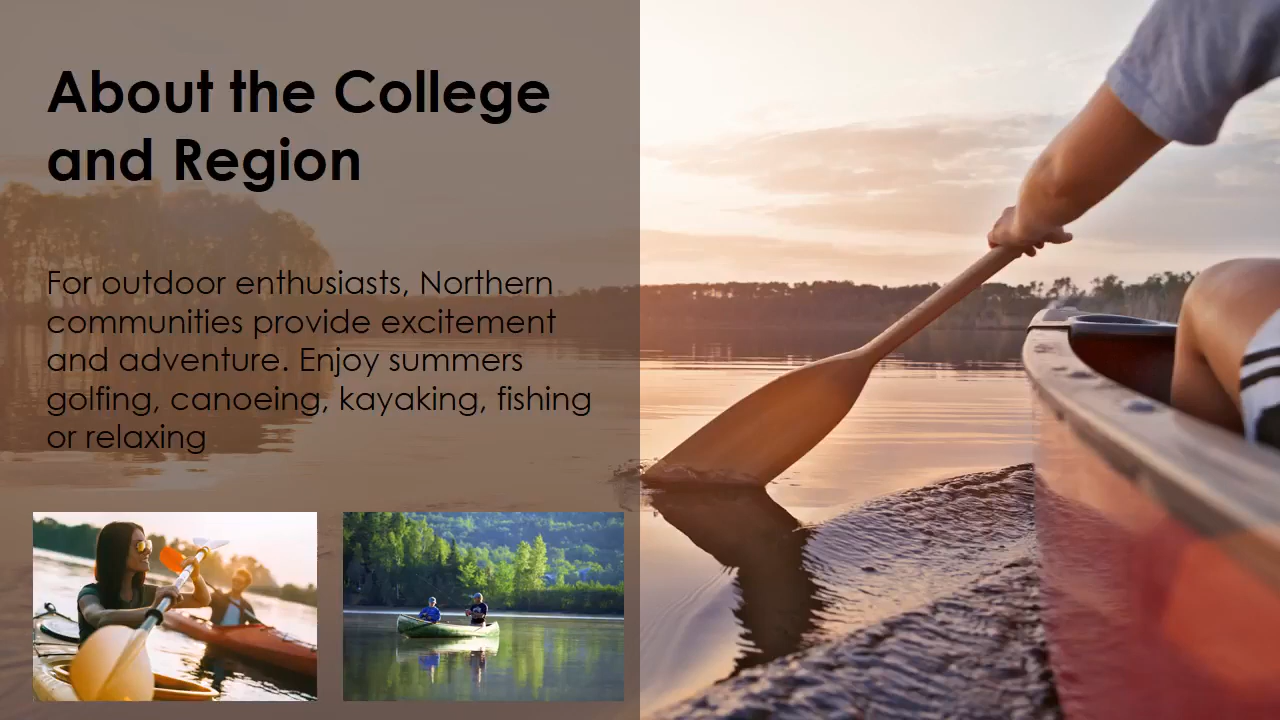 About the College
and Region
For outdoor enthusiasts, Northern
communities provide excitement
and adventure. Enjoy summers
golfing, canoeing, kayaking, fishing
or relaxing